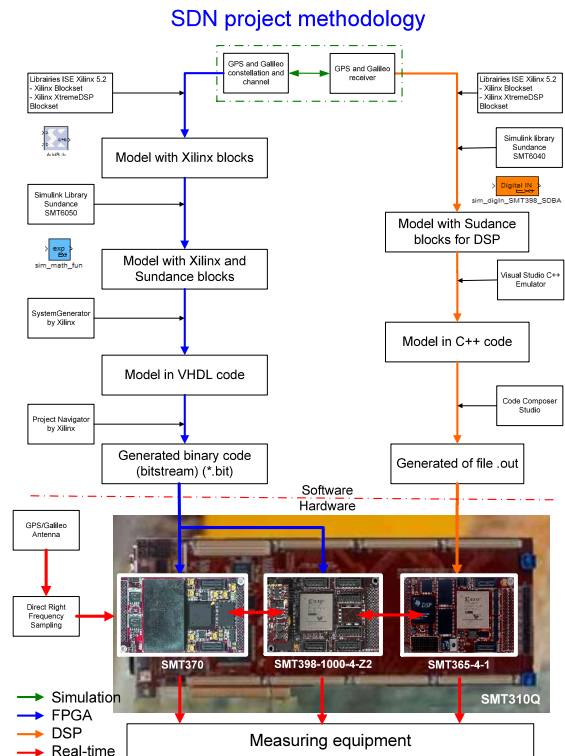 SDN project methodology
GPS and Galileo
constellation and
channel
GPS and Galileo
receiver
Librairies ISE Xilinx 5.2
- Xilinx Blockset
- Xilinx XtremeDSP
Blockset
Librairies ISE Xilinx 5.2
- Xilinx Blockset
- Xilinx XtremeDSP
Blockset
Model with Xilinx blocks
Simulink library
Sundance
SMT6040
Digital IN
sim_digIn_SMT398_SDBA
Simulink Library
Sundance
SMT6050
exp
sim_math_fun
Model with Sudance
blocks for DSP
Model with Xilinx and
Sundance blocks
Visual Studio C++
Emulator
SystemGenerator
by Xilinx
Model in C++ code
Model in VHDL code
Code Composer
Studio
Project Navigator
by Xilinx
Generated binary code
(bitstream) (*.bit)
Generated of file .out
Software
Hardware
GPS/Galileo
Antenna
Direct Right
Frequency
Sampling
DSP
SMT370
SMT398-1000-4-Z2
SMT365-4-1
SMT310Q
Simulation
FPGA
DSP
Real-time
Measuring equipment